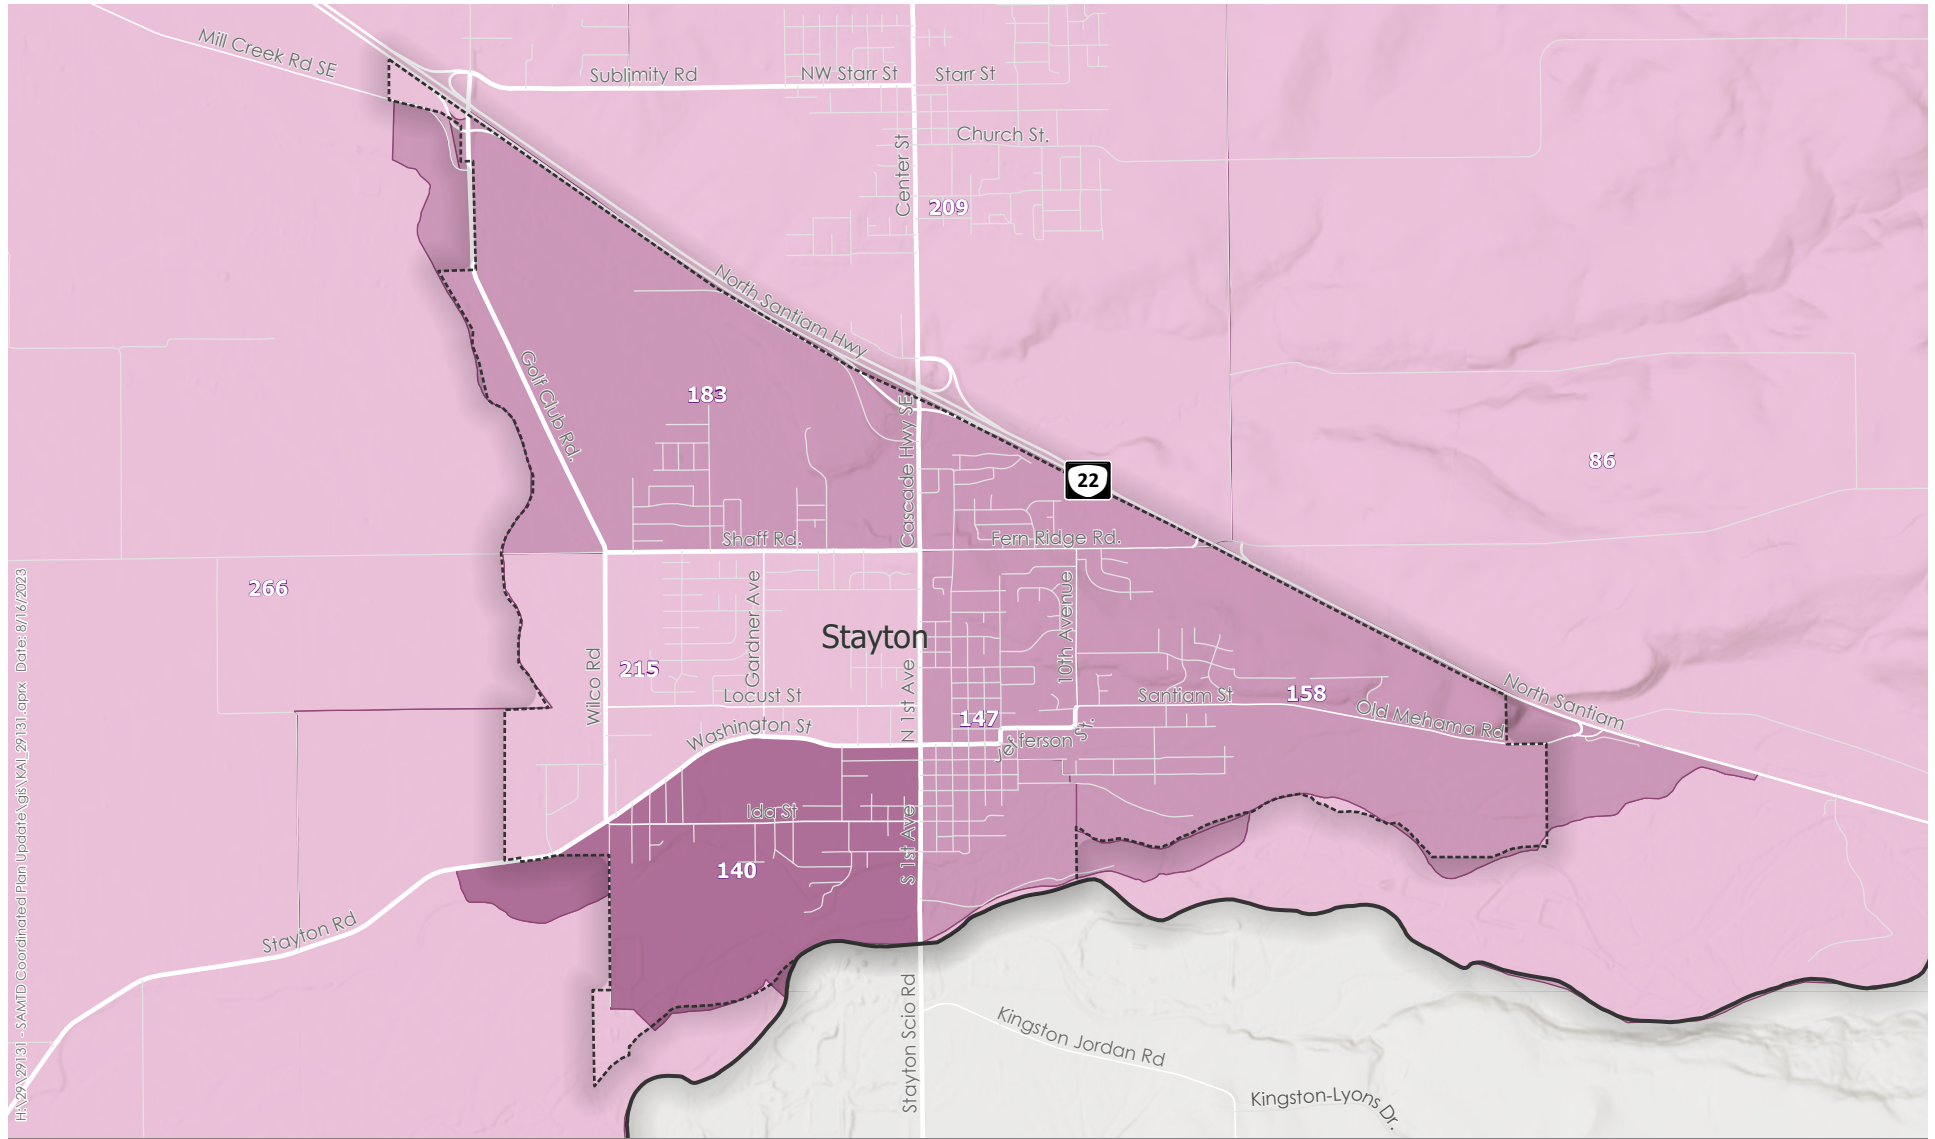 Mill Creek Rd SE
Sublimity Rd
NW Starr St
Starr St
Church St.
Center St
209
North Santiam Hwy
Golf Club Rd.
183
Cascade Hwy SE
22
86
Shaff Rd.
Fern Ridge Rd.
266
Gardner Ave
10th Avenue
Stayton
215
Wilco Rd
N 1st Ave
Locust St
Santiam St
158
North Santiam
147
Old Mehama Rd
Washington St
Jefferson St.
Ida St
S 1st Ave
140
Stayton Rd
Stayton Scio Rd
Kingston Jordan Rd
Kingston-Lyons Dr.
H:\29\29131 - SAMTD Coordinated Plan Update\gis\KAI_29131.aprx Date: 8/16/2023